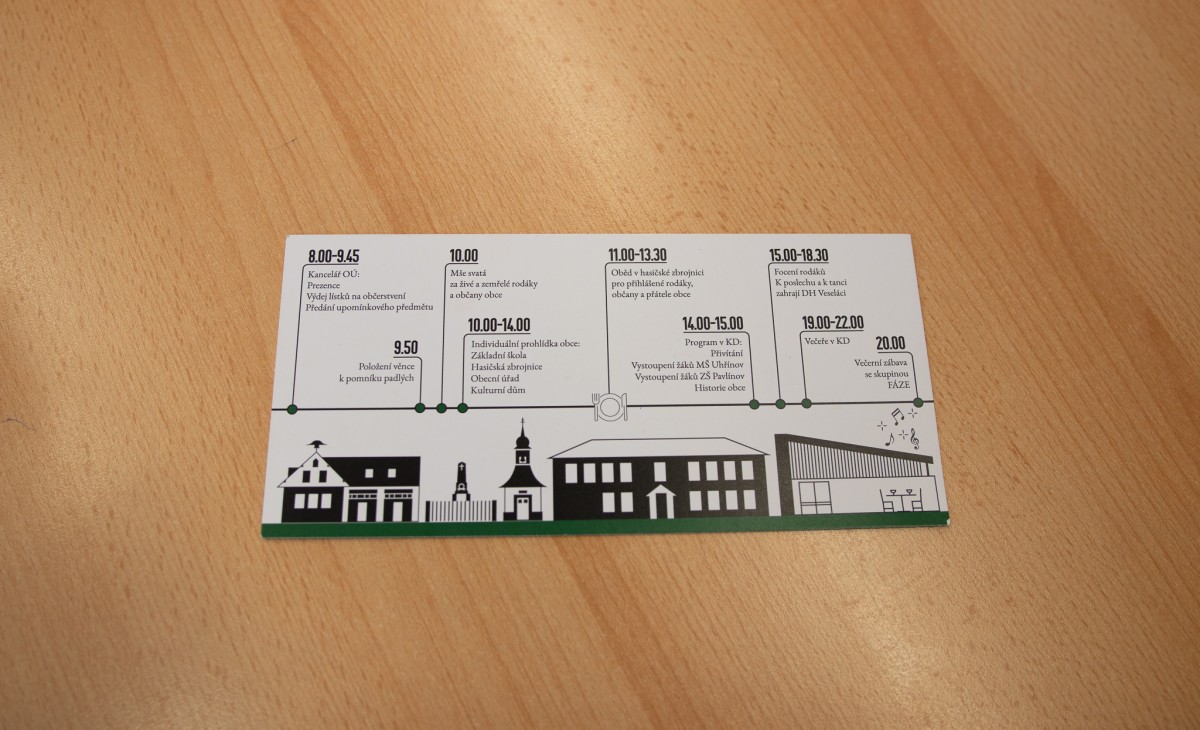 8.00-9.45
Kancelář OÚ:
Prezence
Výdej lístků na občerstvení
Předání upomínkového předmětu
9.50
Položení věnce
k pomníku padlých
10.00
Mše svatá
za živé a zemřelé rodáky
a občany obce
10.00-14.00
Individuální prohlídka obce:
Základní škola
Hasičská zbrojnice
Obecní úřad
Kulturní dům
11.00-13.30
Oběd v hasičské zbrojnici
pro přihlášené rodáky,
občany a přátele obce
14.00-15.00
Program v KD:
Přivítání
Vystoupení žáků MŠ Uhřínov
Vystoupení žáků ZŠ Pavlínov
Historie obce
15.00-18.30
Focení rodáků
K poslechu a k tanci
zahrají DH Veseláci
19.00-22.00
Večeře v KD
20.00
Večerní zábava
se skupinou
FÁZE